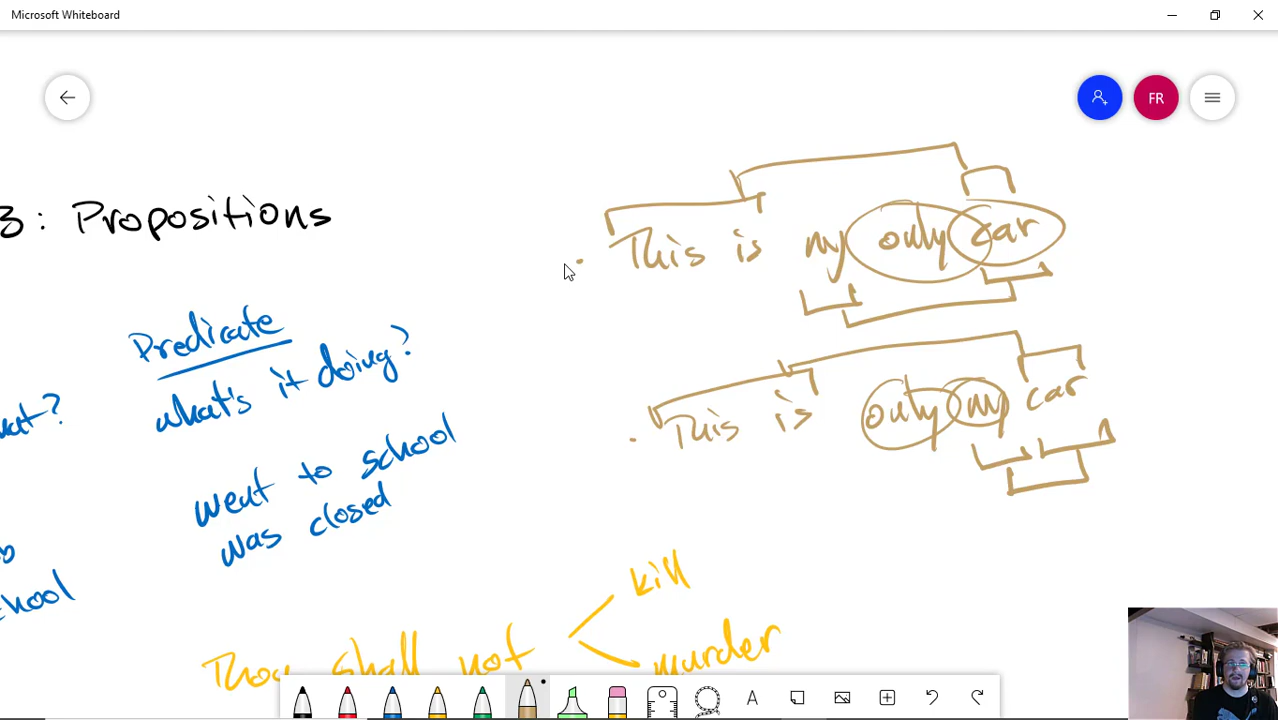 Microsoft Whiteboard
FR
3: Propositions
Predicate
what's it doing?
went to school
was closed
This is my only car
This is only my car
Thou shall not
kill
murder
A